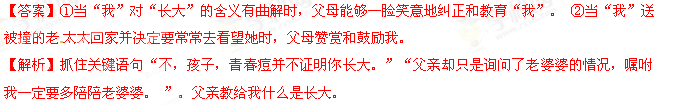 【答案】①当“我”对“长大”的含义有曲解时，父母能够一脸笑意地纠正和教育“我”。 ②当“我”送
被撞的老太太回家并决定要常常去看望她时，父母赞赏和鼓励我。
【解析】抓住关键语句“不，孩子，青春痘并不证明你长大。”“父亲却只是询问了老婆婆的情况，嘱咐
我一定要多陪陪老婆婆。 ”。父亲教给我什么是长大。